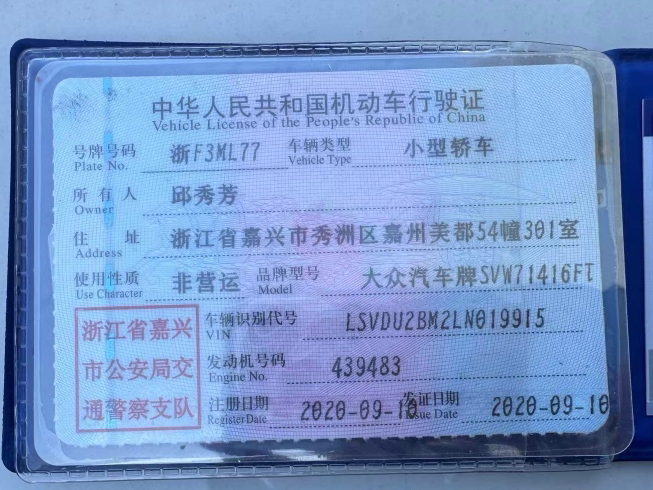 中华人民共和国机动车行驶证
Vehicle License of the People's Republic of China
号牌号码 浙F3ML77 车辆类型 小型轿车
Plate No. Vehicle Type
所有人 邱秀芳
Owner
住址 浙江省嘉兴市秀洲区嘉州美都54幢301室
Address
使用性质 非营运 品牌型号 大众汽车牌SVW71416FT
Use Character Model
浙江省嘉兴
市公安局交
通警察支队
车辆识别代号 LSVDU2BM2LN019915
VIN
发动机号码 439483
Engine No.
注册日期 2020-09-10 发证日期 2020-09-10
Register Date Issue Date